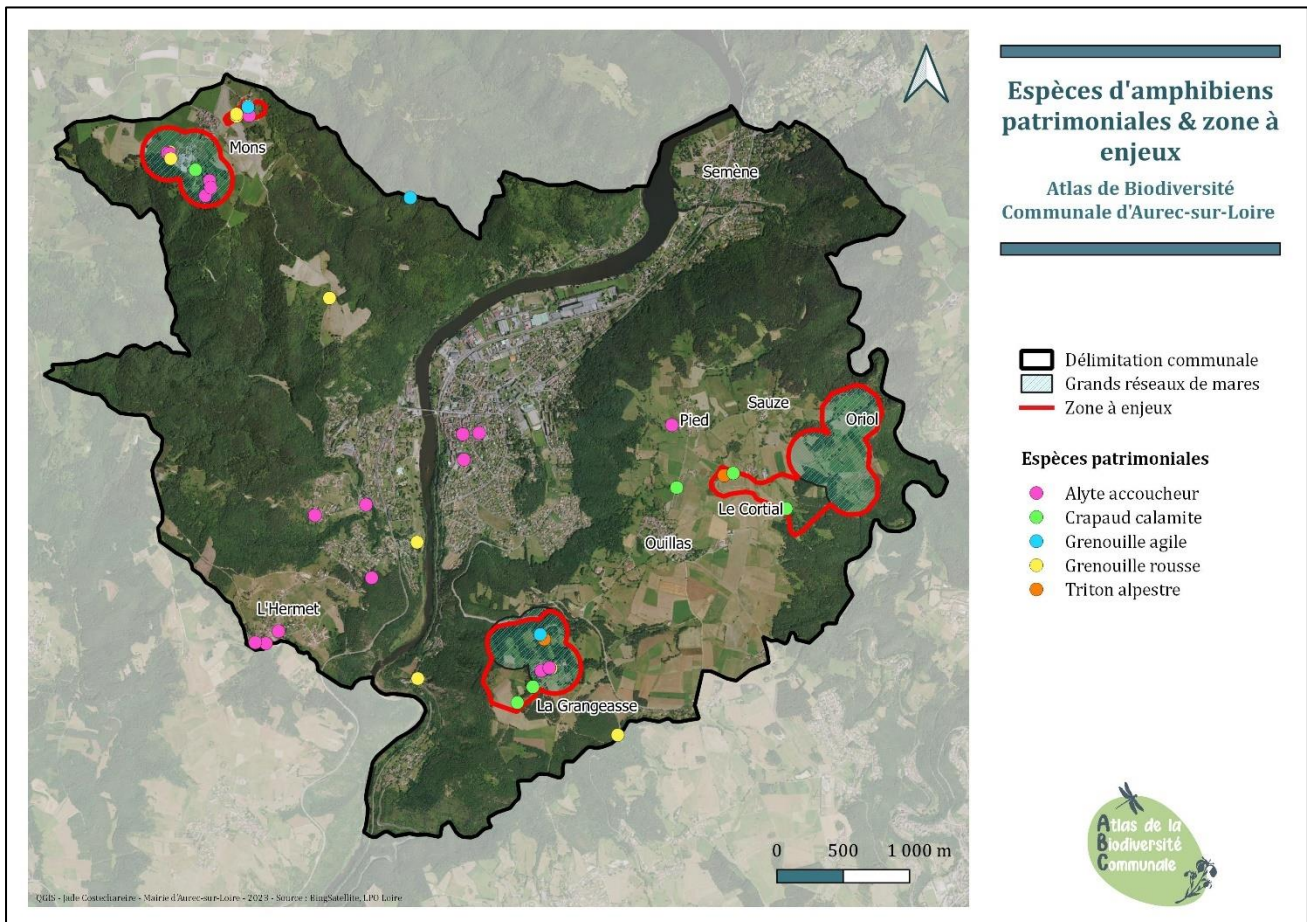 Espèces d'amphibiens
patrimoniales & zone à
enjeux
Atlas de Biodiversité
Communale d'Aurec-sur-Loire
Délimitation communale
Grands réseaux de mares
Zone à enjeux
Espèces patrimoniales
Alyte accoucheur
Crapaud calamite
Grenouille agile
Grenouille rousse
Triton alpestre
Mons
Semène
Sauze
Pied
Oriol
Le Cortial
Ouillas
L'Hermet
La Grangeasse
0 500 1 000 m
QGIS - Jade Costechareire - Mairie d'Aurec-sur-Loire - 2023 - Source : BingSatellite, LPO Loire
Atlas de la
Biodiversité
Communale